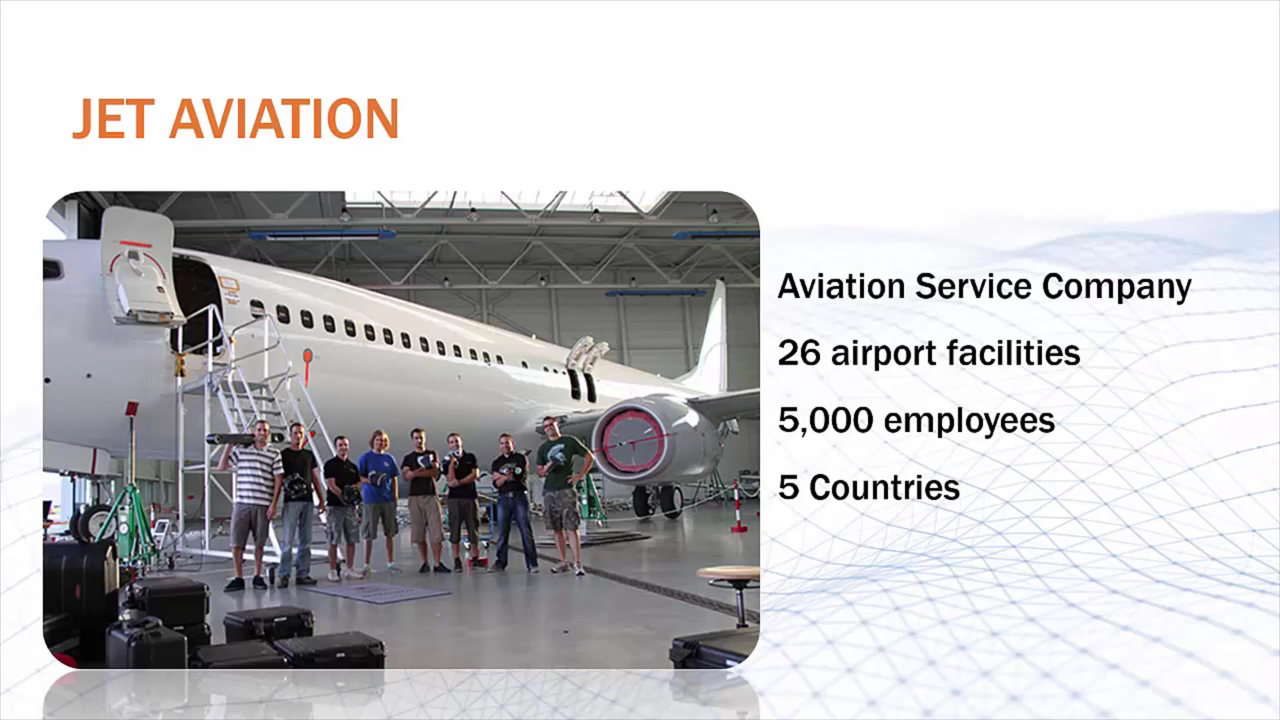 JET AVIATION
Aviation Service Company
26 airport facilities
5,000 employees
5 Countries